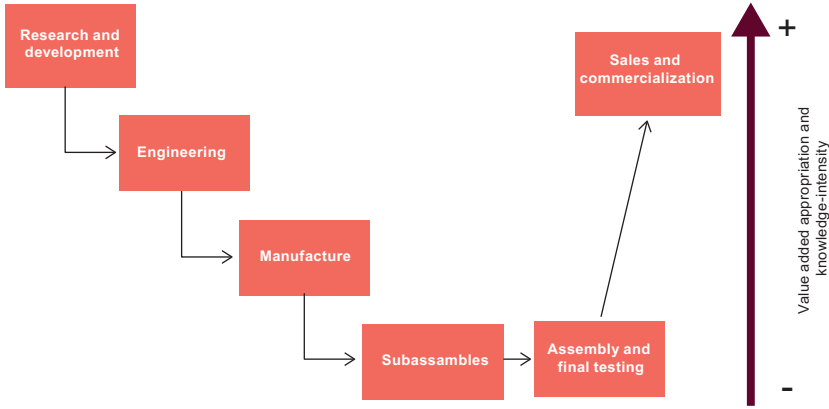 Research and
development
Engineering
Manufacture
Subassambles
Assembly and
final testing
Sales and
commercialization
+
Value added appropriation and
knowledge-intensity
-